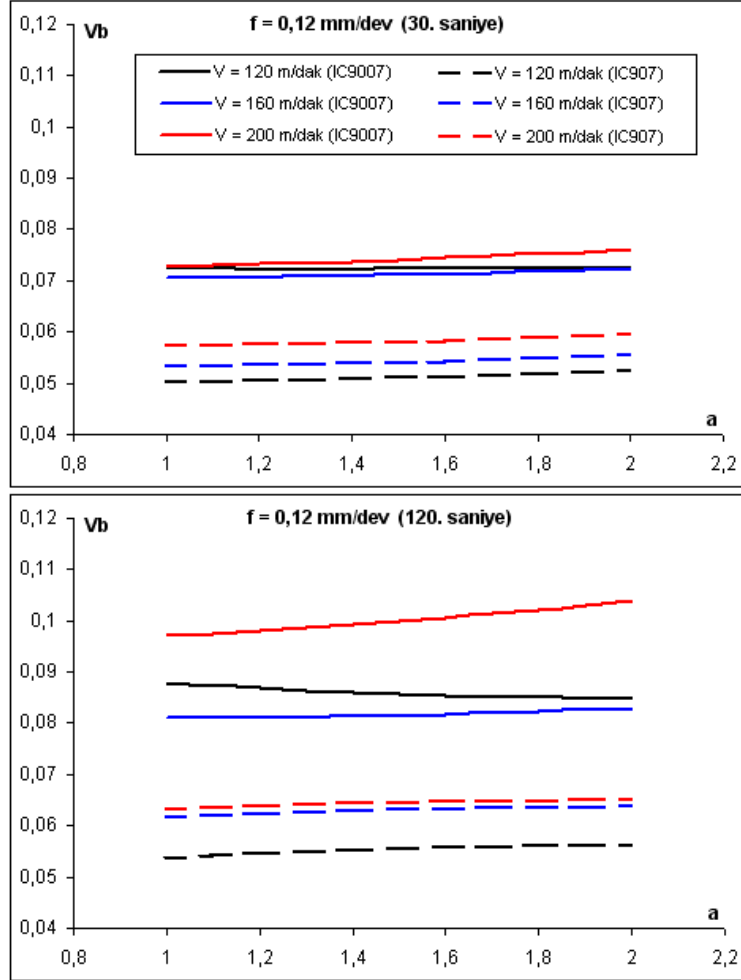 f = 0,12 mm/dev (30. saniye)
Vb
0,12
0,11
0,1
0,09
0,08
0,07
0,06
0,05
0,04
V = 120 m/dak (IC9007)
V = 120 m/dak (IC907)
V = 160 m/dak (IC9007)
V = 160 m/dak (IC907)
V = 200 m/dak (IC9007)
V = 200 m/dak (IC907)
a
0,8 1 1,2 1,4 1,6 1,8 2 2,2
f = 0,12 mm/dev (120. saniye)
Vb
0,12
0,11
0,1
0,09
0,08
0,07
0,06
0,05
0,04
a
0,8 1 1,2 1,4 1,6 1,8 2 2,2